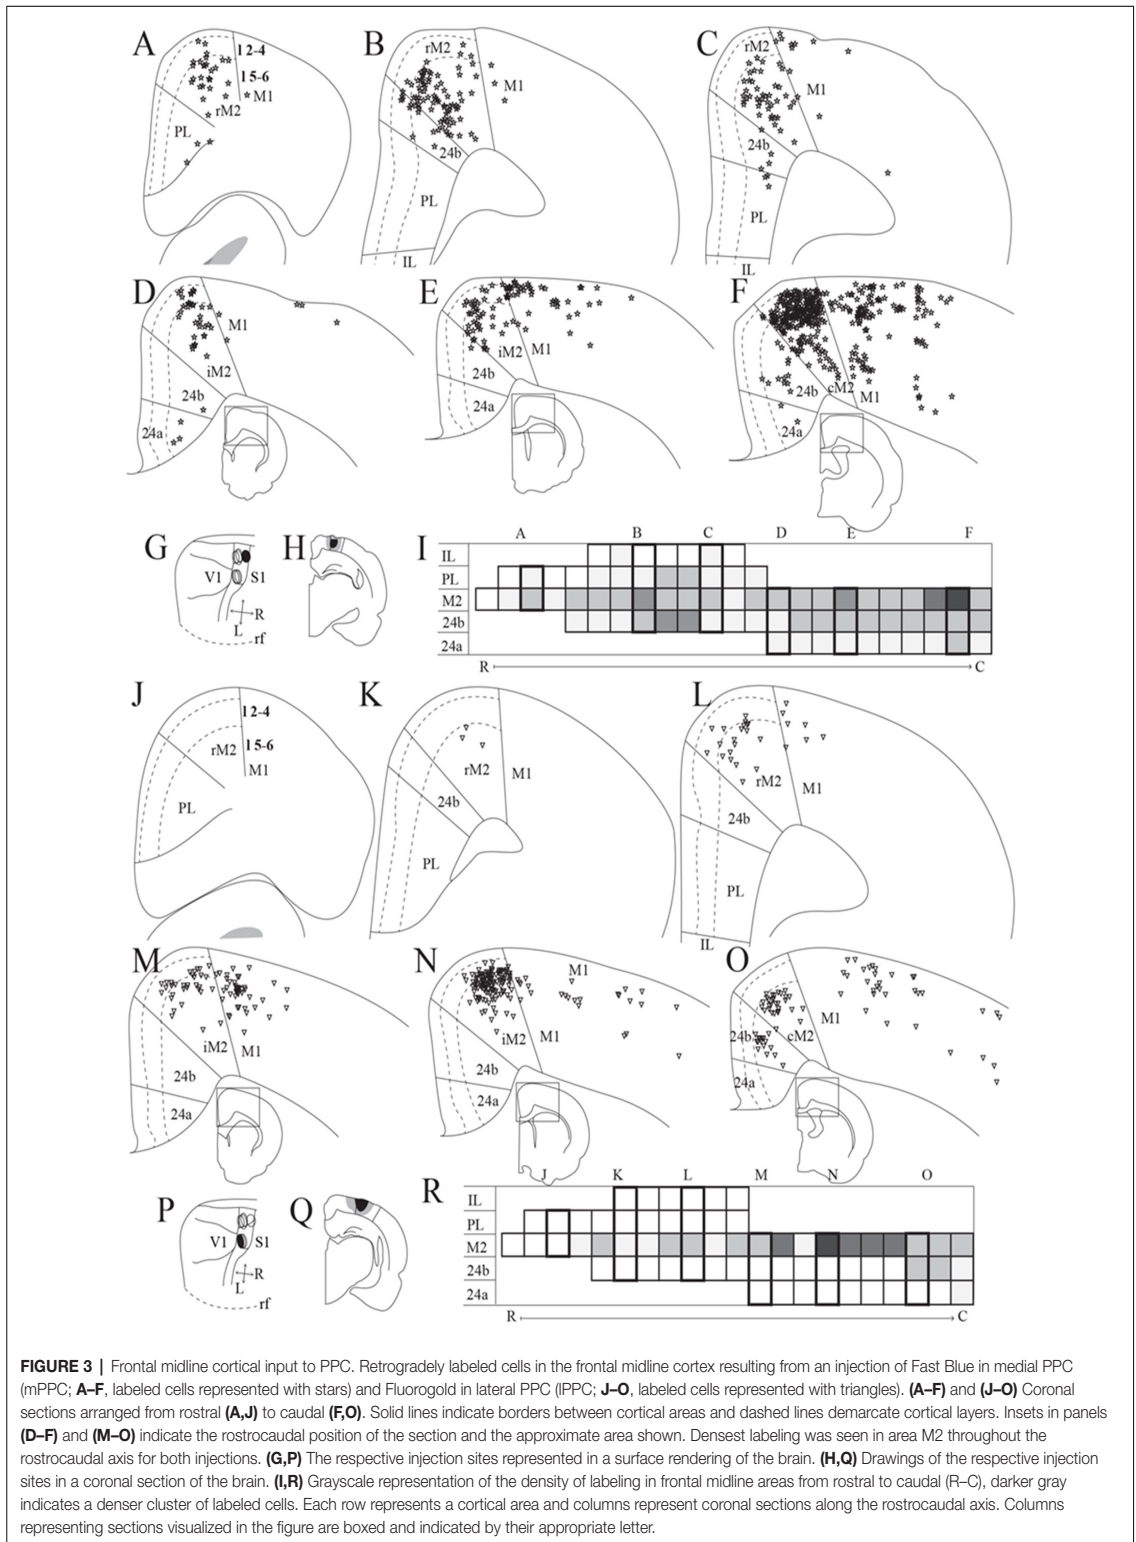 A
l 2-4
l 5-6
M1
rM2
PL
B
rM2
M1
24b
PL
IL
C
rM2
M1
24b
PL
IL
D
M1
iM2
24b
24a
E
iM2
M1
24b
24a
F
24b
cM2
M1
24a
G
V1
S1
R
L
rf
H
I
A B C D E F
IL
PL
M2
24b
24a
R C
J
l 2-4
rM2
l 5-6
M1
PL
K
rM2
M1
24b
PL
L
rM2
M1
24b
PL
IL
M
iM2
M1
24b
24a
N
M1
iM2
M1
24b
24a
O
M1
24b
cM2
24a
P
V1
S1
R
L
rf
Q
R
J K L M N O
IL
PL
M2
24b
24a
R C
FIGURE 3 | Frontal midline cortical input to PPC. Retrogradely labeled cells in the frontal midline cortex resulting from an injection of Fast Blue in medial PPC
(mPPC; A–F, labeled cells represented with stars) and Fluorogold in lateral PPC (lPPC; J–O, labeled cells represented with triangles). (A–F) and (J–O) Coronal
sections arranged from rostral (A,J) to caudal (F,O). Solid lines indicate borders between cortical areas and dashed lines demarcate cortical layers. Insets in panels
(D–F) and (M–O) indicate the rostrocaudal position of the section and the approximate area shown. Densest labeling was seen in area M2 throughout the
rostrocaudal axis for both injections. (G,P) The respective injection sites represented in a surface rendering of the brain. (H,Q) Drawings of the respective injection
sites in a coronal section of the brain. (I,R) Grayscale representation of the density of labeling in frontal midline areas from rostral to caudal (R–C), darker gray
indicates a denser cluster of labeled cells. Each row represents a cortical area and columns represent coronal sections along the rostrocaudal axis. Columns
representing sections visualized in the figure are boxed and indicated by their appropriate letter.